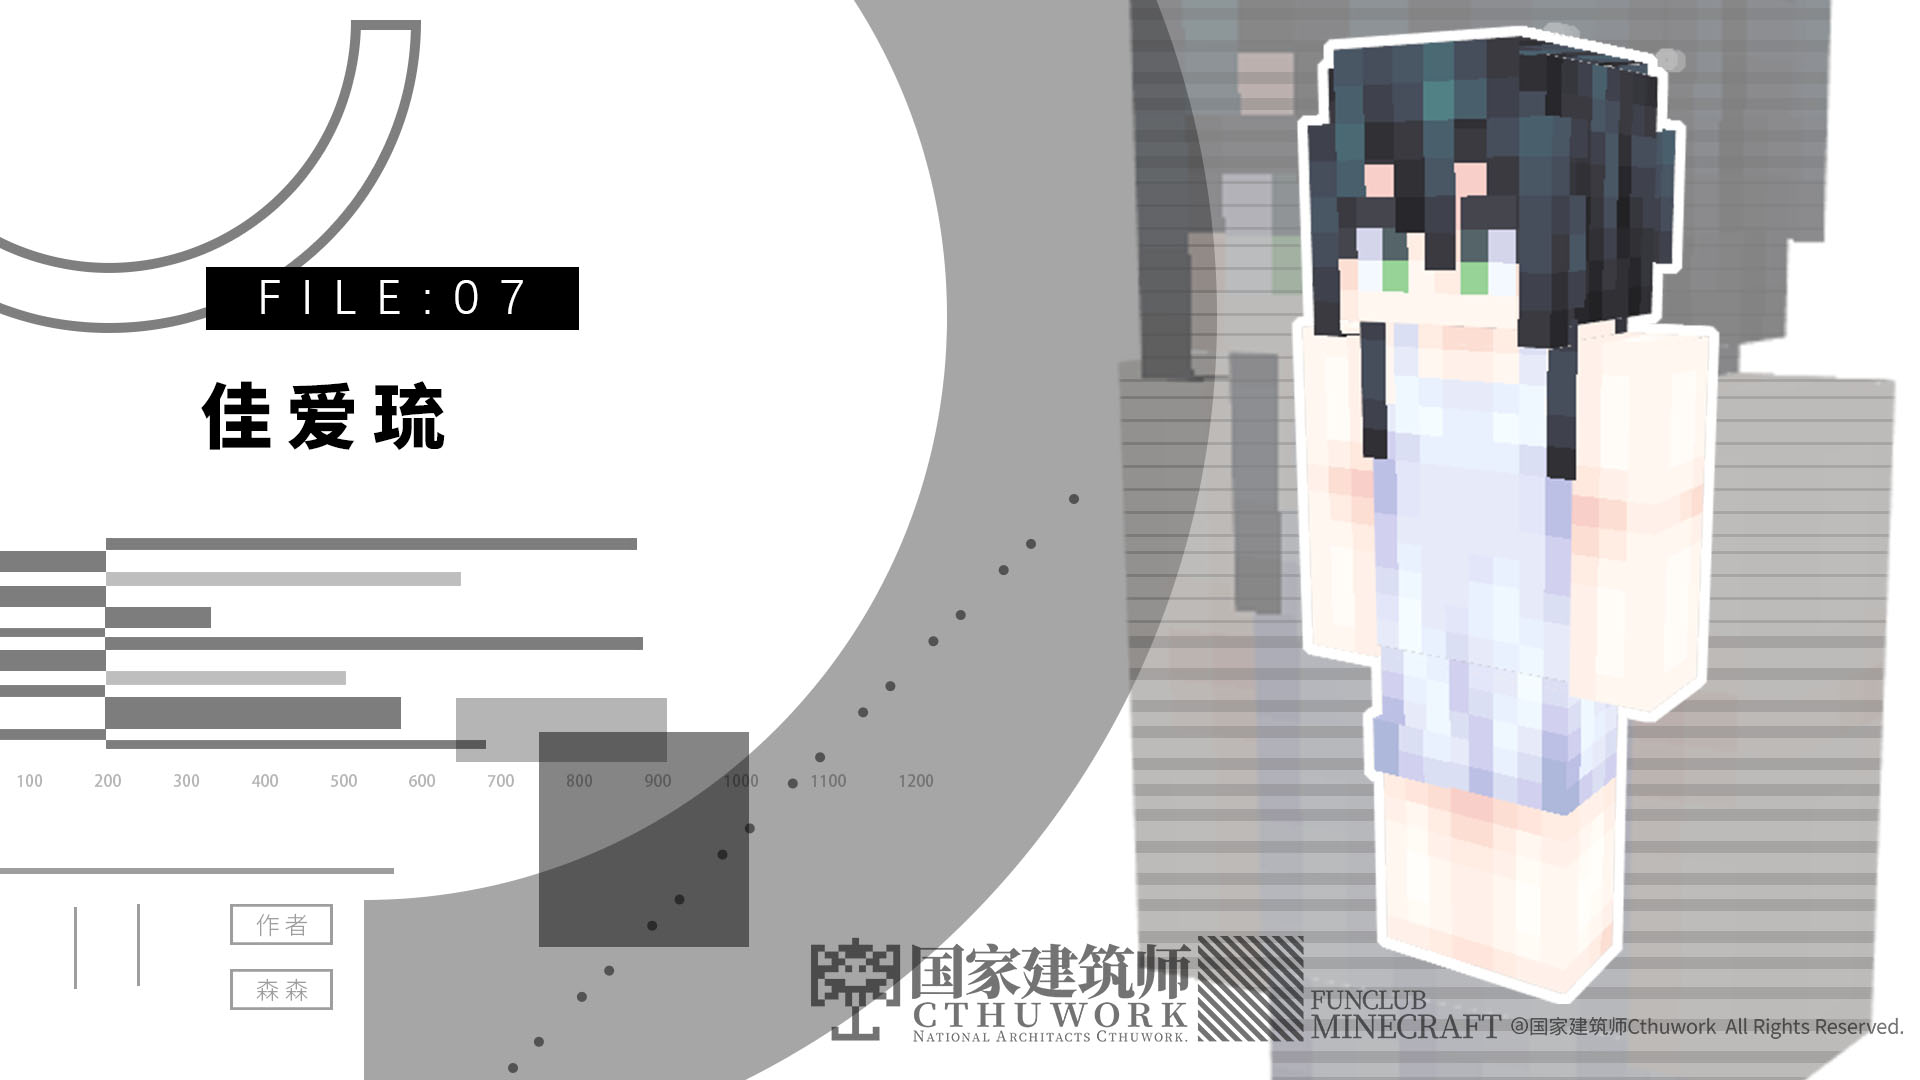 FILE:07
佳爱琉
100 200 300 400 500 600 700 800 900 1000 1100 1200
作者
森森
国家建筑师
CTHUWORK
NATIONAL ARCHITACTS CTHUWORK.
FUNCLUB
MINECRAFT
@国家建筑师Cthuwork All Rights Reserved.